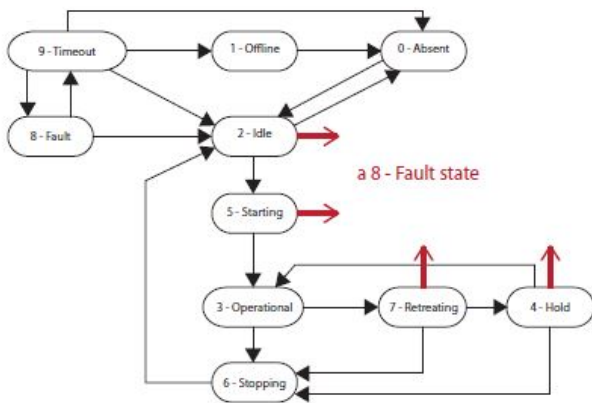 9 - Timeout
1 - Offline
0 - Absent
8 - Fault
2 - Idle
a 8 - Fault state
5 - Starting
3 - Operational
7 - Retreating
4 - Hold
6 - Stopping